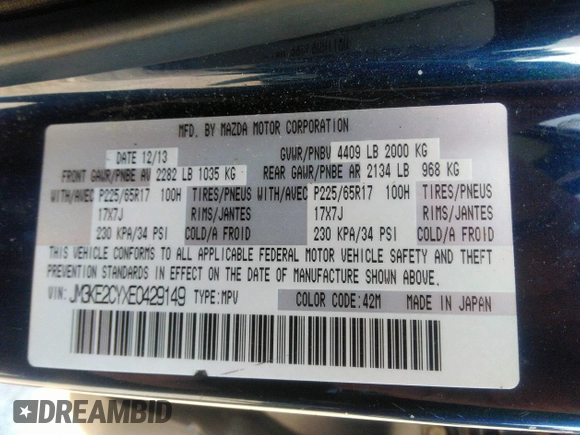 MFD. BY MAZDA MOTOR CORPORATION
DATE 12/13 GVWR/PNBV 4409 LB 2000 KG
FRONT GAWR/PNBE AV 2282 LB 1035 KG REAR GAWR/PNBE AR 2134 LB 968 KG
WITH/AVEC P225/65R17 100H TIRES/PNEUS WITH/AVEC P225/65R17 100H TIRES/PNEUS
17X7J RIMS/JANTES 17X7J RIMS/JANTES
230 KPA/34 PSI COLD/A FROID 230 KPA/34 PSI COLD/A FROID
THIS VEHICLE CONFORMS TO ALL APPLICABLE FEDERAL MOTOR VEHICLE SAFETY AND THEFT
PREVENTION STANDARDS IN EFFECT ON THE DATE OF MANUFACTURE SHOWN ABOVE.
VIN: JM3KE2CYXE0429149 TYPE:MPV COLOR CODE:42M MADE IN JAPAN
DREAMBID